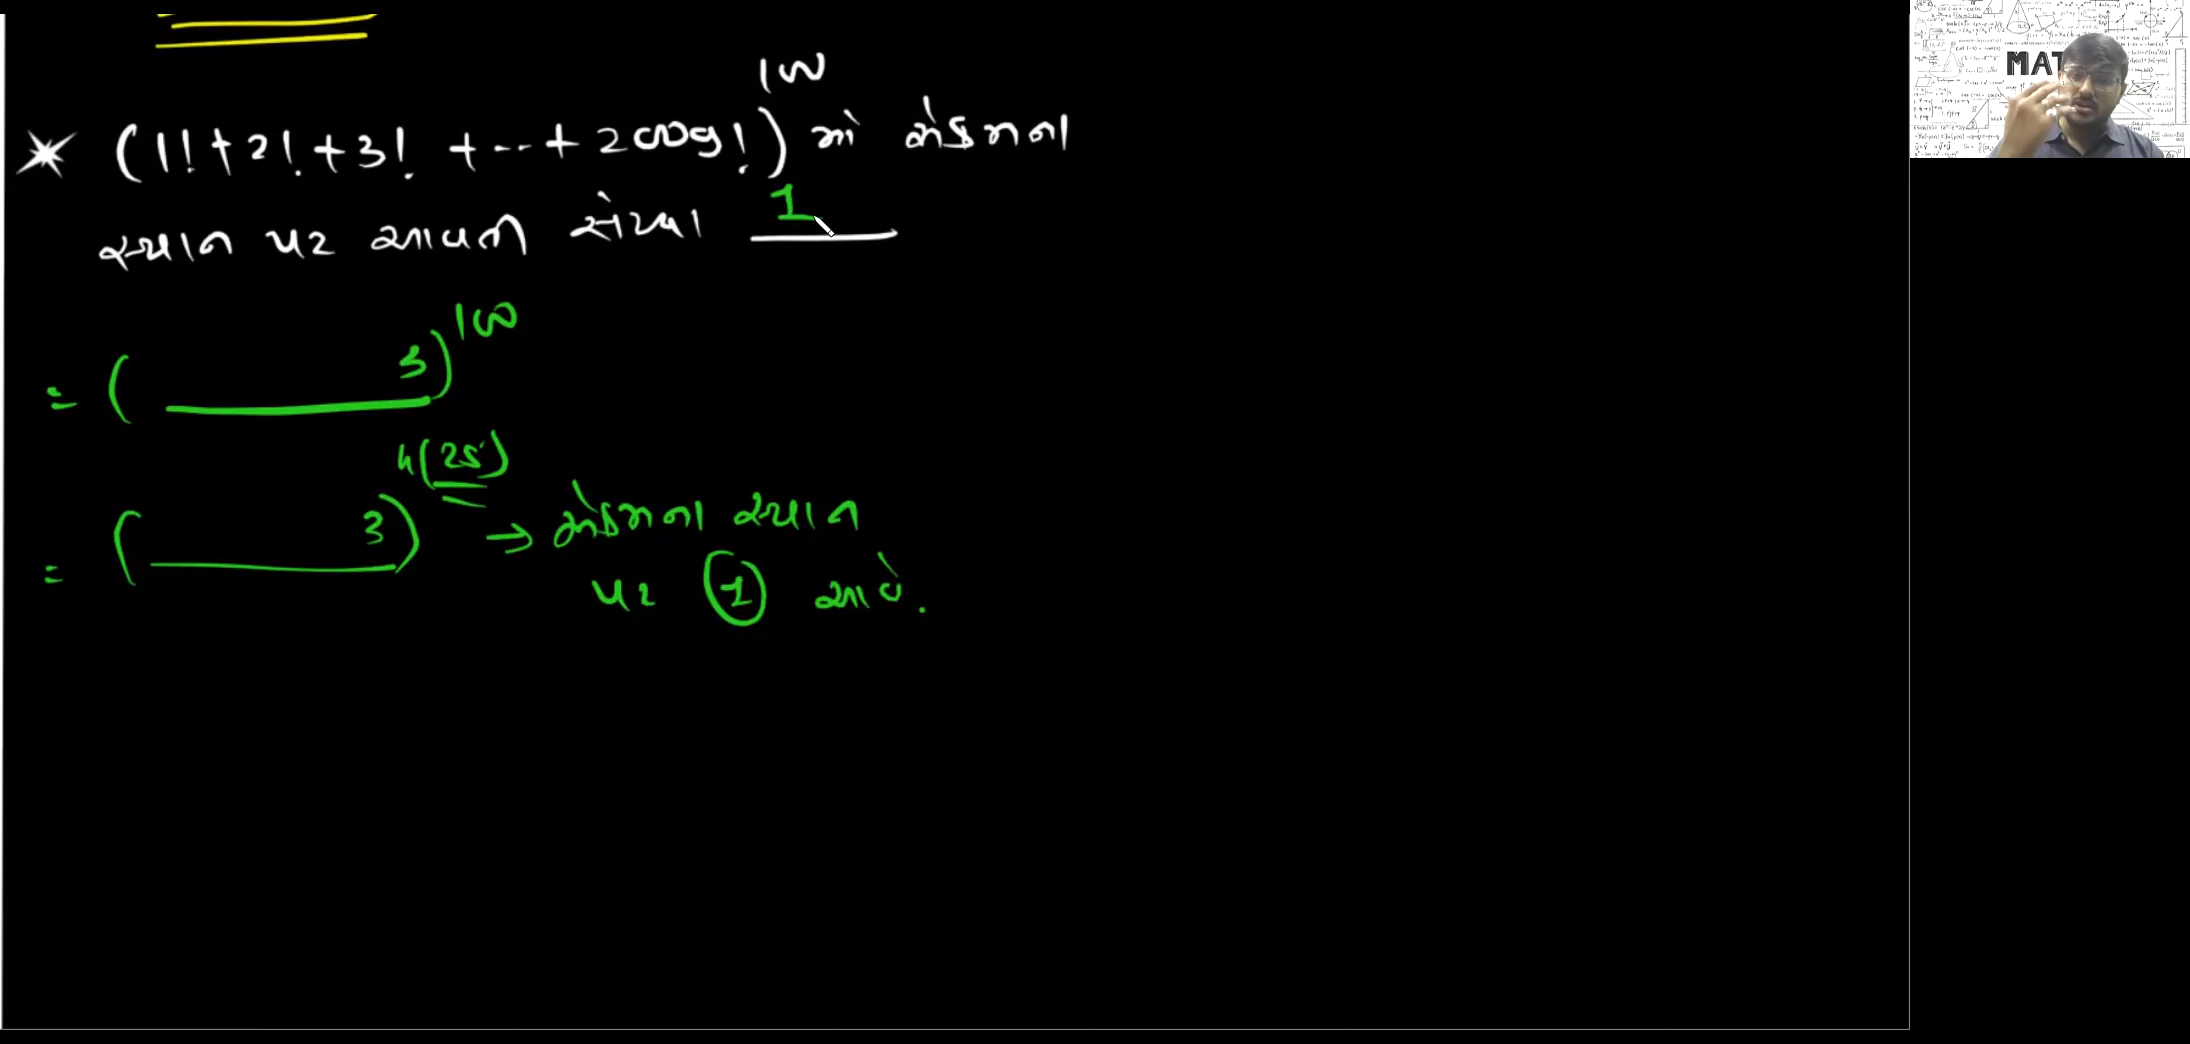 (1! + 2! + 3! + --- + 2009!)¹⁰⁰ માં એકમના
સ્થાન પર આવતી સંખ્યા 1
= ( 3)¹⁰⁰
= ( 3)⁴⁽²⁵⁾ → એકમના સ્થાન
પર 1 આવે.
MAT